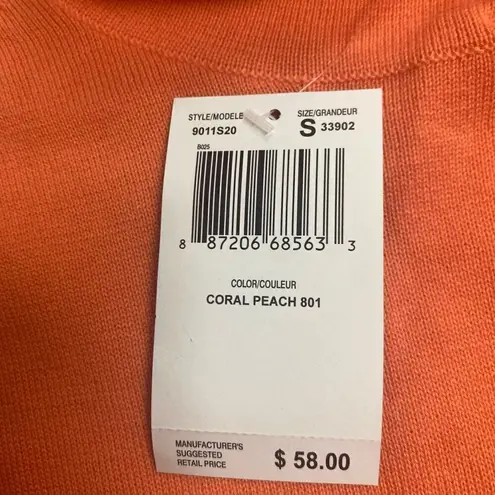 STYLE/MODELE
SIZE/GRANDEUR
9011S20
S 33902
B025
8 87206 68563 3
COLOR/COULEUR
CORAL PEACH 801
MANUFACTURER'S
SUGGESTED
RETAIL PRICE
$ 58.00